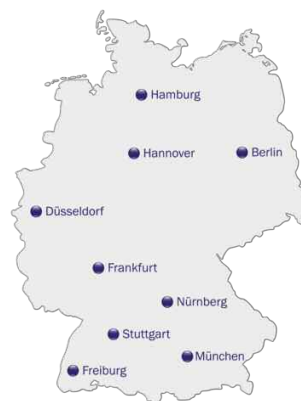 Hamburg
Hannover
Berlin
Düsseldorf
Frankfurt
Nürnberg
Stuttgart
München
Freiburg